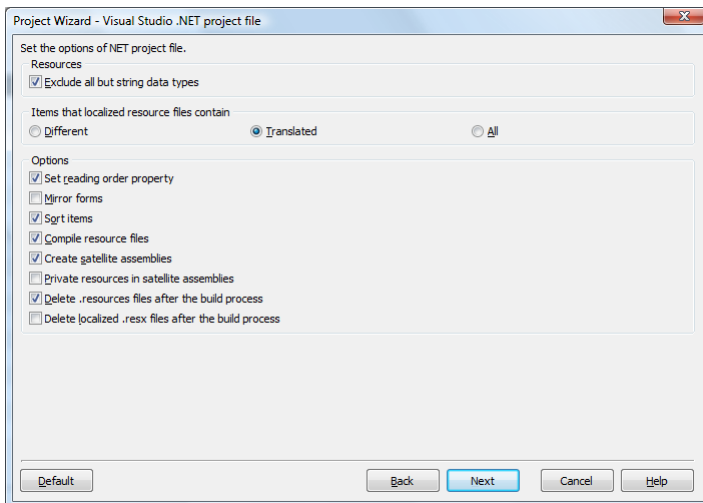 Project Wizard - Visual Studio .NET project file
Set the options of NET project file.
Resources
Exclude all but string data types
Items that localized resource files contain
Different Translated All
Options
Set reading order property
Mirror forms
Sort items
Compile resource files
Create satellite assemblies
Private resources in satellite assemblies
Delete .resources files after the build process
Delete localized .resx files after the build process
Default Back Next Cancel Help